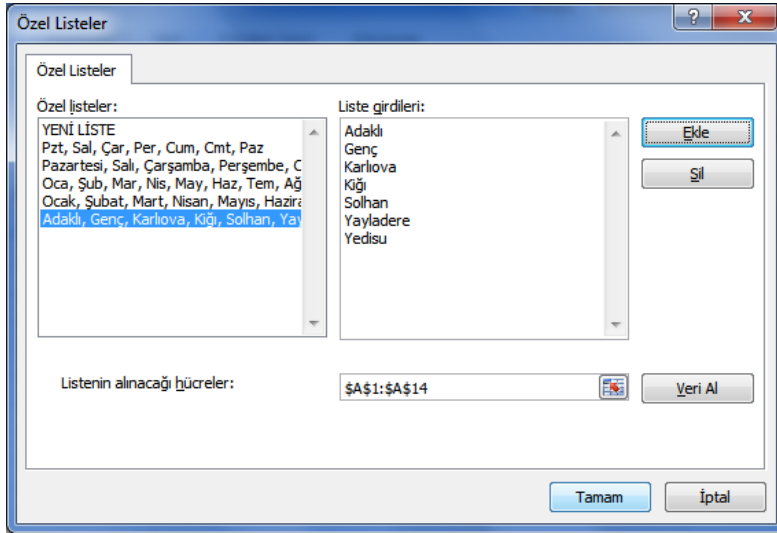 Özel Listeler
Özel Listeler
Özel listeler:
YENİ LİSTE
Pzt, Sal, Çar, Per, Cum, Cmt, Paz
Pazartesi, Salı, Çarşamba, Perşembe, C
Oca, Şub, Mar, Nis, May, Haz, Tem, Ağ
Ocak, Şubat, Mart, Nisan, Mayıs, Hazira
Adaklı, Genç, Karlıova, Kiğı, Solhan, Yay
Liste girdileri:
Adaklı
Genç
Karlıova
Kiğı
Solhan
Yayladere
Yedisu
Ekle
Sil
Listenin alınacağı hücreler:
$A$1:$A$14
Veri Al
Tamam
İptal